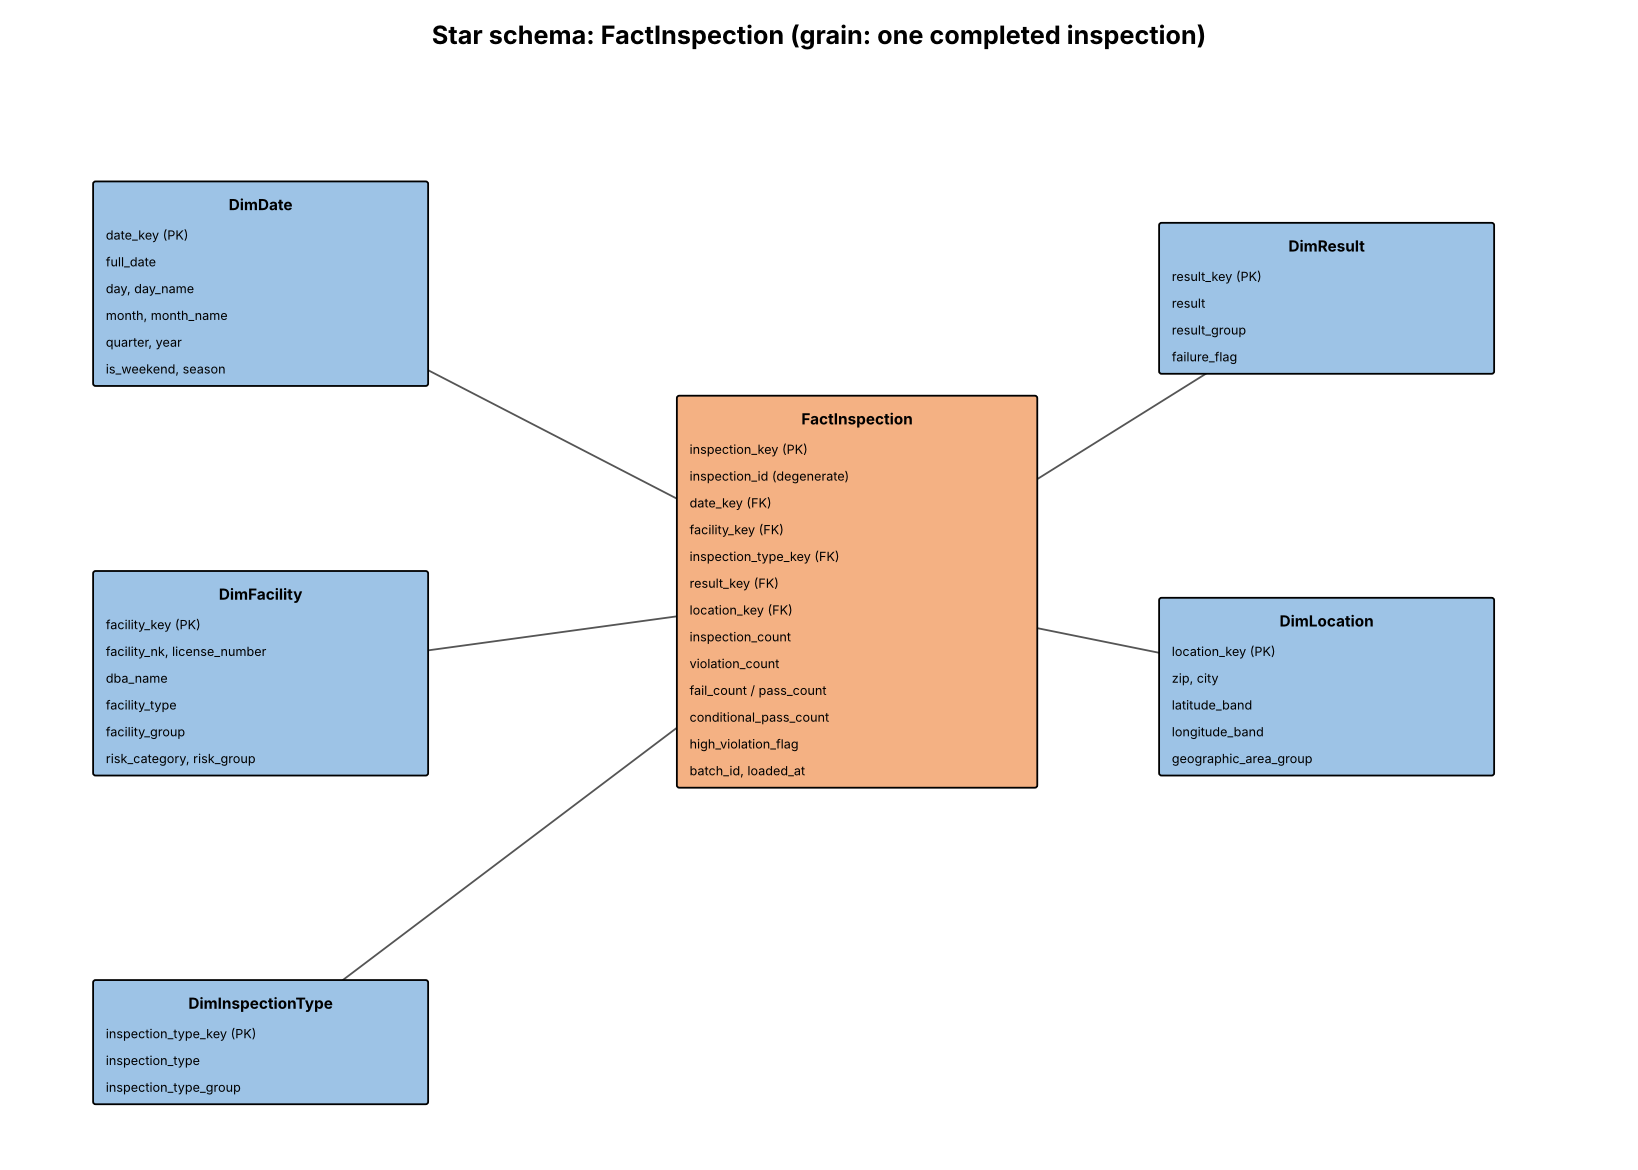 Star schema: FactInspection (grain: one completed inspection)
DimDate
date_key (PK)
full_date
day, day_name
month, month_name
quarter, year
is_weekend, season
DimResult
result_key (PK)
result
result_group
failure_flag
FactInspection
inspection_key (PK)
inspection_id (degenerate)
date_key (FK)
facility_key (FK)
inspection_type_key (FK)
result_key (FK)
location_key (FK)
inspection_count
violation_count
fail_count / pass_count
conditional_pass_count
high_violation_flag
batch_id, loaded_at
DimFacility
facility_key (PK)
facility_nk, license_number
dba_name
facility_type
facility_group
risk_category, risk_group
DimLocation
location_key (PK)
zip, city
latitude_band
longitude_band
geographic_area_group
DimInspectionType
inspection_type_key (PK)
inspection_type
inspection_type_group